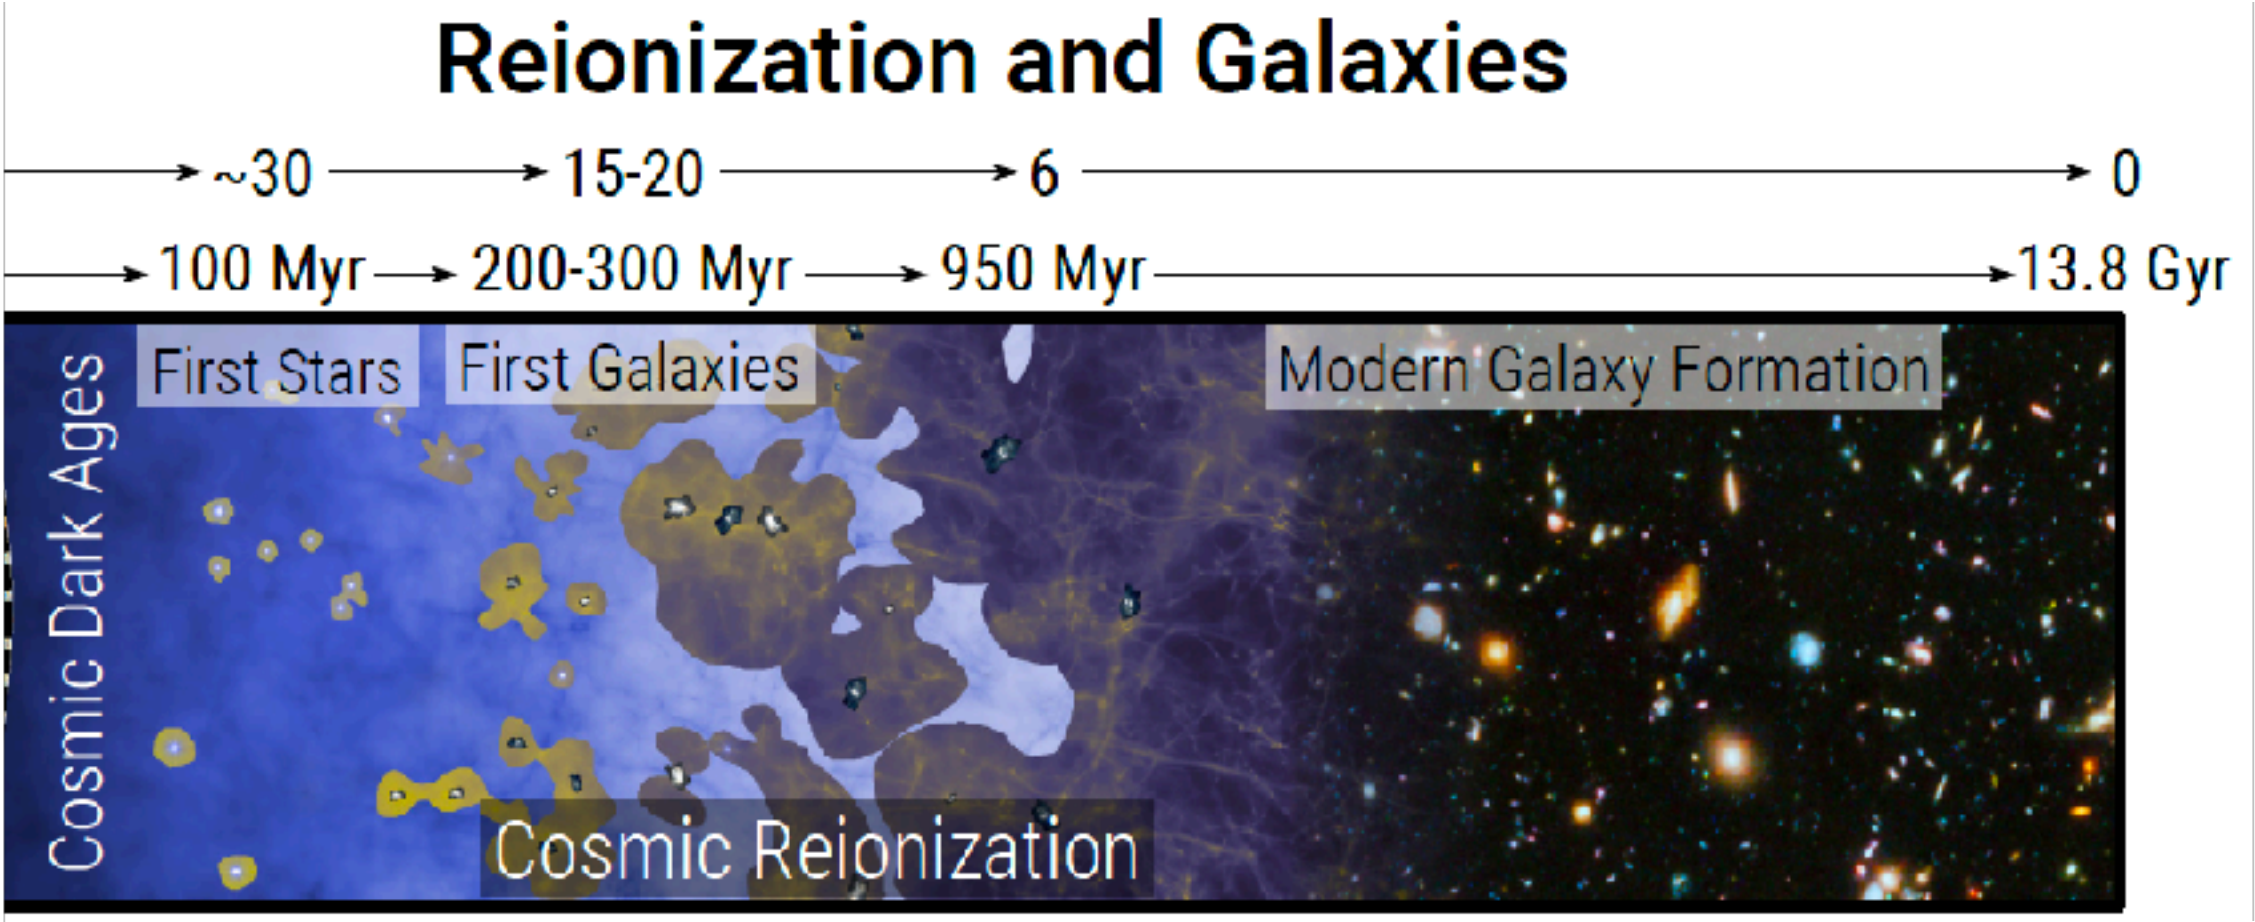 Reionization and Galaxies
~30 15-20 6 0
100 Myr 200-300 Myr 950 Myr 13.8 Gyr
Cosmic Dark Ages
First Stars
First Galaxies
Modern Galaxy Formation
Cosmic Reionization